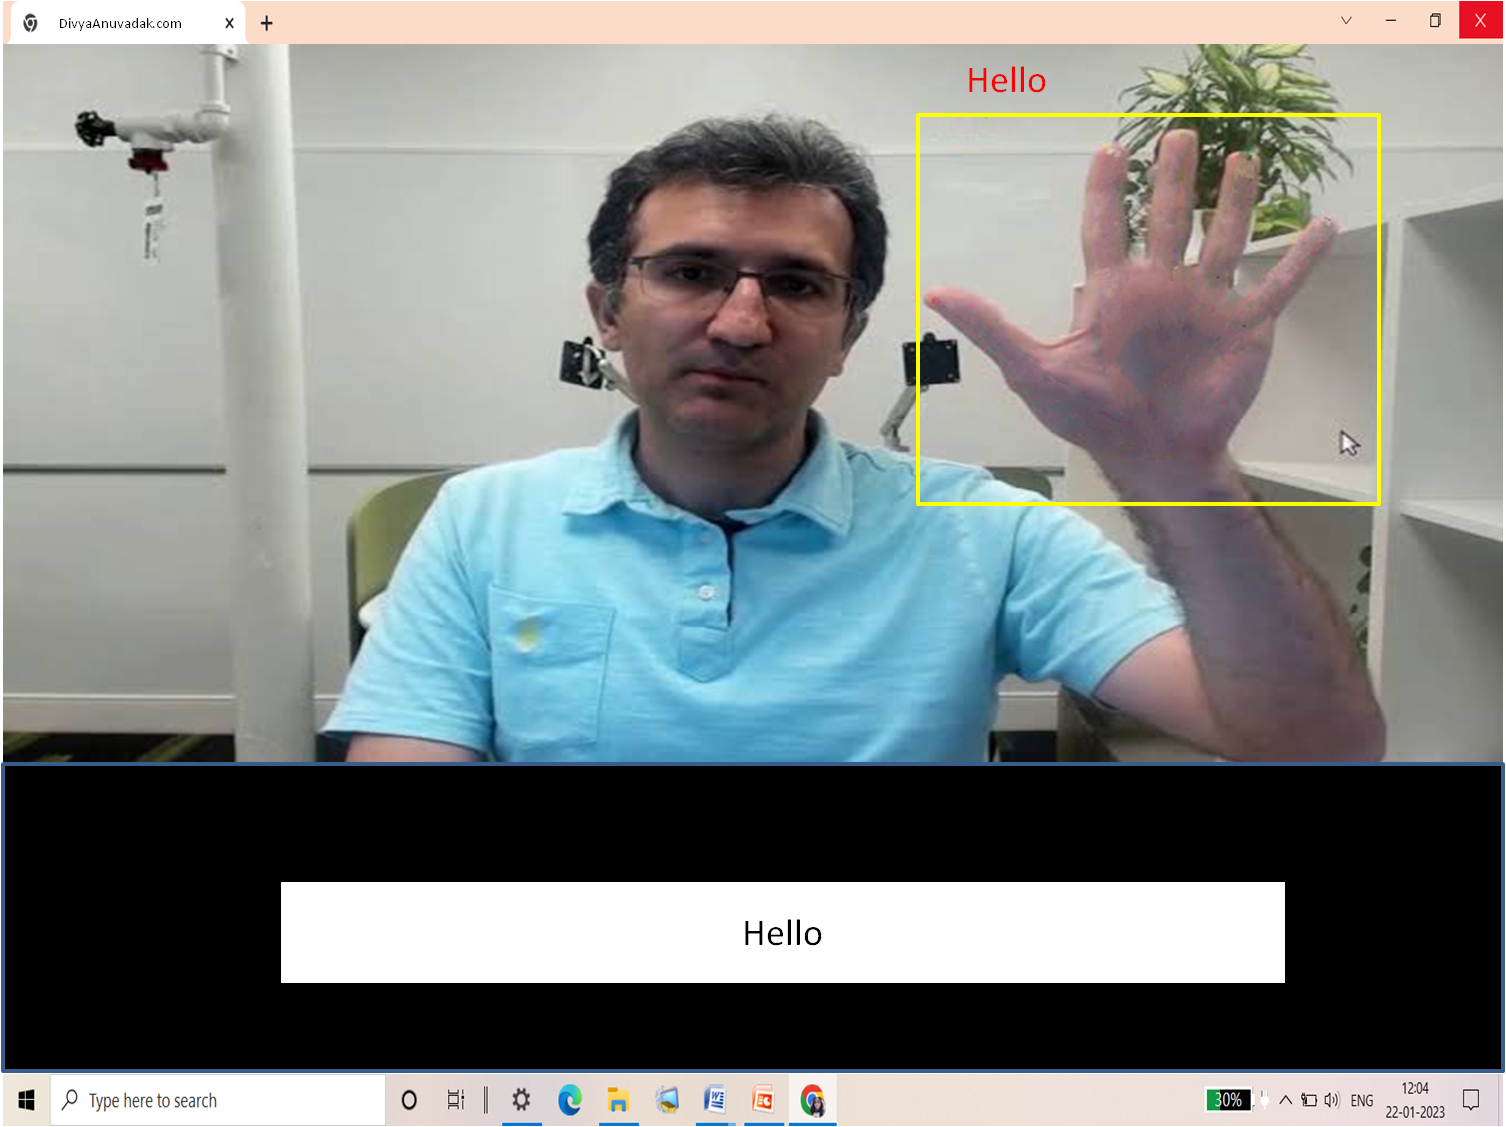 DivyaAnuvadak.com
Hello
Hello
Type here to search
30%
ENG
12:04
22-01-2023